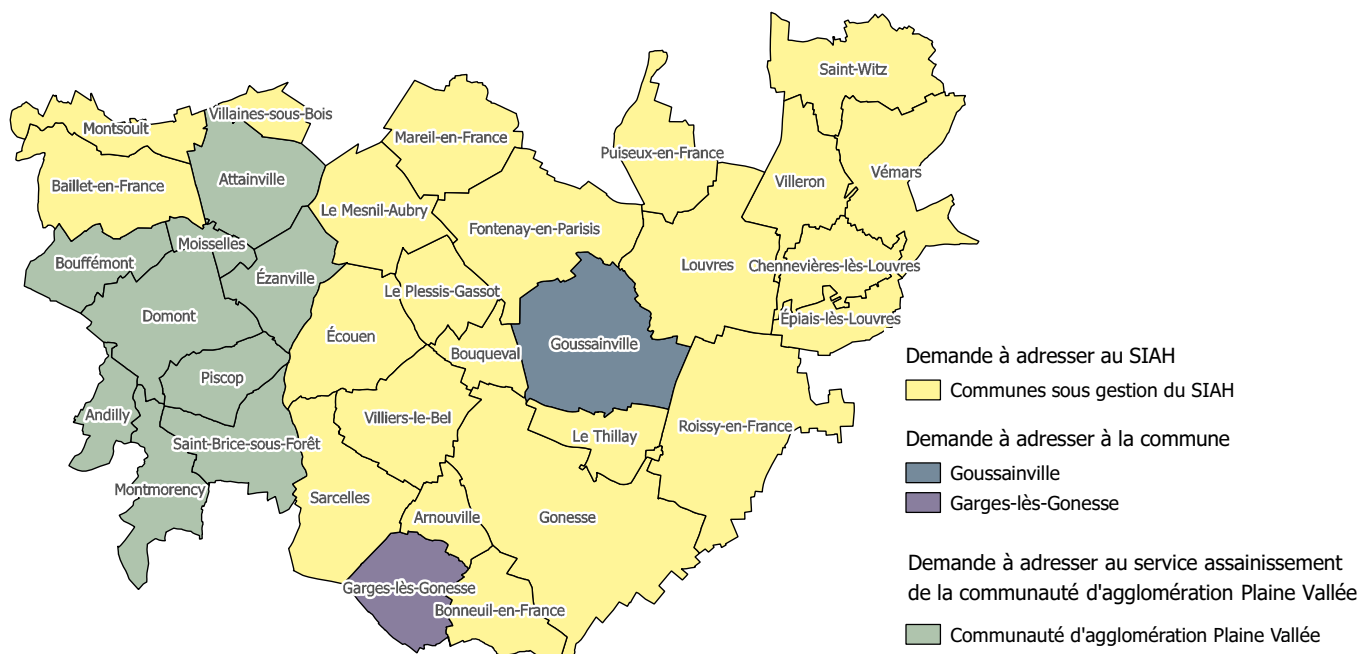 Saint-Witz
Villaines-sous-Bois
Montsoult
Mareil-en-France
Puiseux-en-France
Vémars
Attainville
Villeron
Baillet-en-France
Le Mesnil-Aubry
Fontenay-en-Parisis
Moisselles
Bouffémont
Louvres
Chennevières-lès-Louvres
Ézanville
Le Plessis-Gassot
Domont
Épiais-lès-Louvres
Écouen
Goussainville
Bouqueval
Piscop
Andilly
Villiers-le-Bel
Roissy-en-France
Saint-Brice-sous-Forêt
Le Thillay
Montmorency
Sarcelles
Arnouville
Gonesse
Garges-lès-Gonesse
Bonneuil-en-France
Demande à adresser au SIAH
Communes sous gestion du SIAH
Demande à adresser à la commune
Goussainville
Garges-lès-Gonesse
Demande à adresser au service assainissement
de la communauté d'agglomération Plaine Vallée
Communauté d'agglomération Plaine Vallée